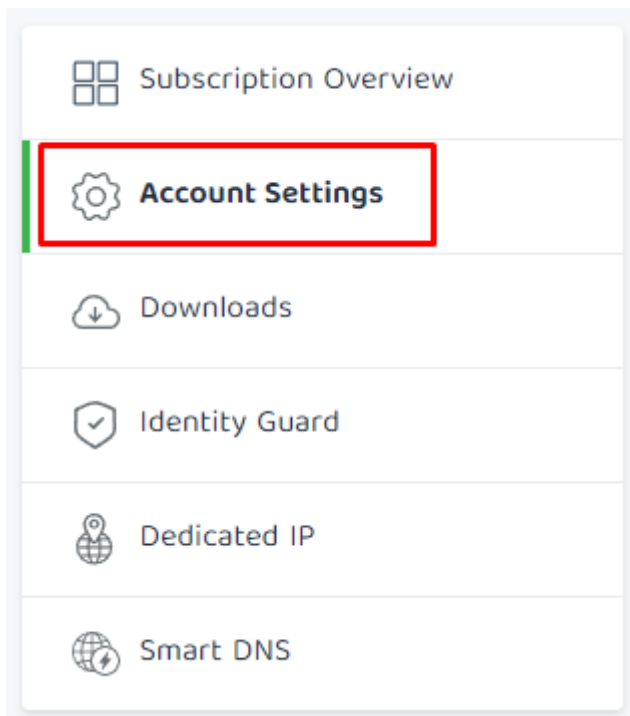 Subscription Overview
Account Settings
Downloads
Identity Guard
Dedicated IP
Smart DNS